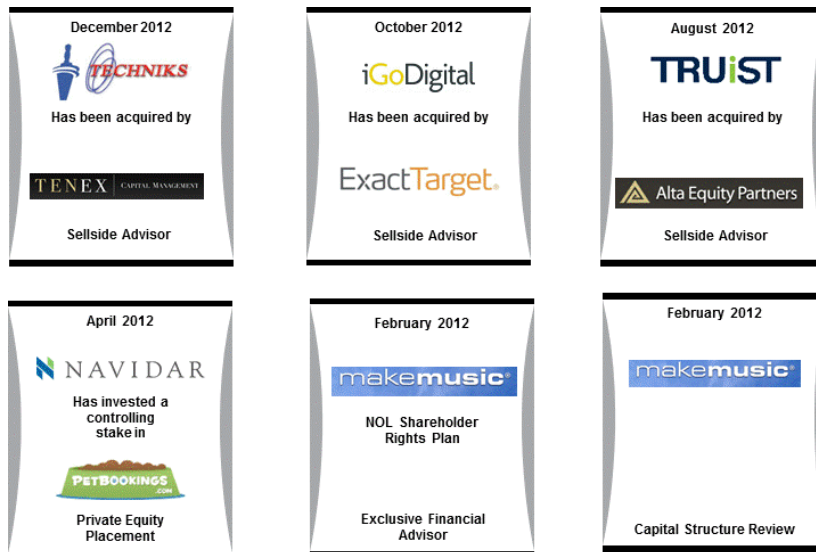 December 2012
TECHNIKS
Has been acquired by
TENEX CAPITAL MANAGEMENT
Sellside Advisor
October 2012
iGoDigital
Has been acquired by
ExactTarget.
Sellside Advisor
August 2012
TRUiST
Has been acquired by
Alta Equity Partners
Sellside Advisor
April 2012
NAVIDAR
Has invested a
controlling
stake in
PETBOOKINGS
.COM
Private Equity
Placement
February 2012
makemusic®
NOL Shareholder
Rights Plan
Exclusive Financial
Advisor
February 2012
makemusic®
Capital Structure Review